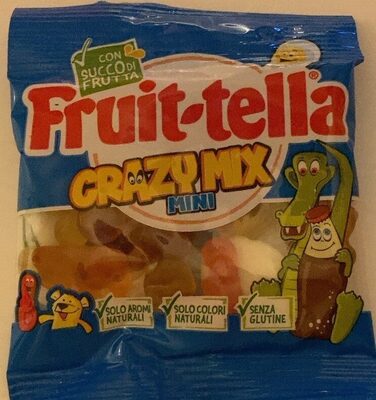 CON
SUCCO DI
FRUTTA
Fruit-tella®
CRAZY MIX
MINI
SOLO AROMI
NATURALI
SOLO COLORI
NATURALI
SENZA
GLUTINE